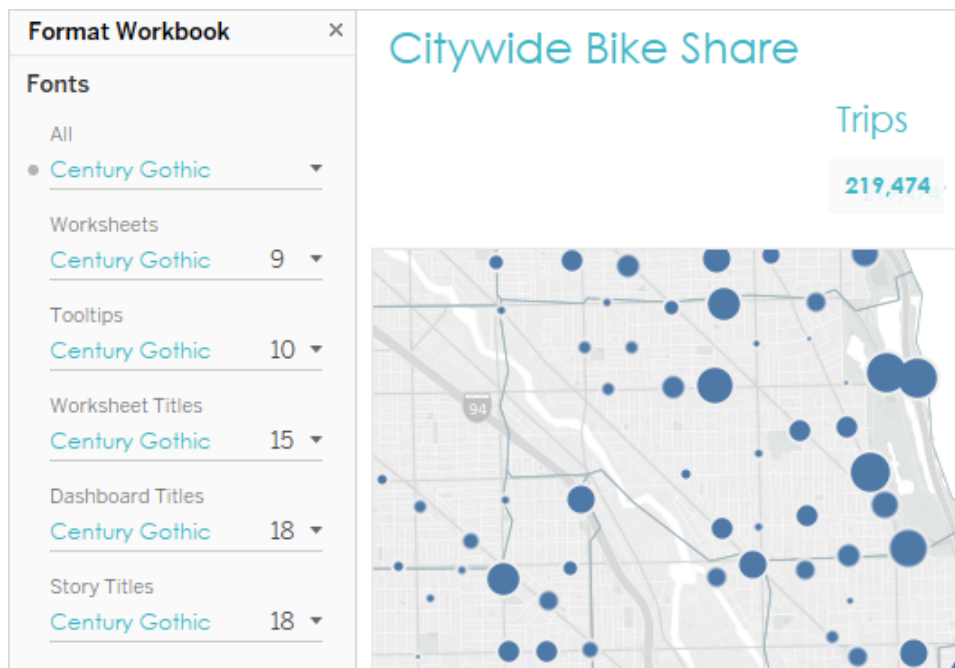 Format Workbook
Fonts
All
Century Gothic
Worksheets
Century Gothic 9
Tooltips
Century Gothic 10
Worksheet Titles
Century Gothic 15
Dashboard Titles
Century Gothic 18
Story Titles
Century Gothic 18
Citywide Bike Share
Trips
219,474
94